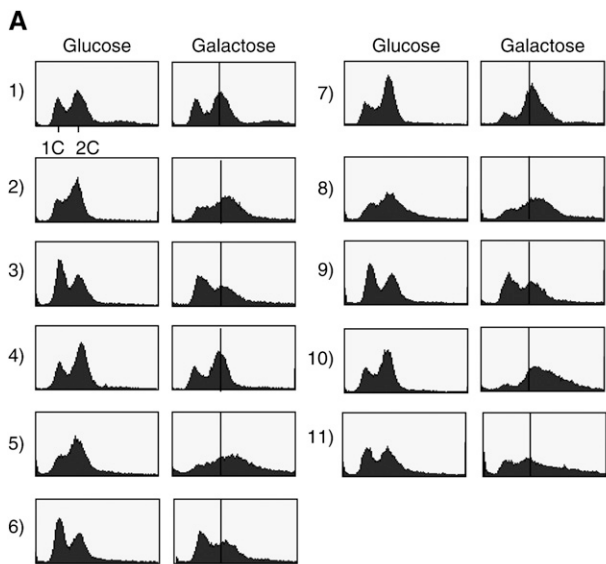 A
Glucose Galactose Glucose Galactose
1) 7)
1C 2C
2) 8)
3) 9)
4) 10)
5) 11)
6)